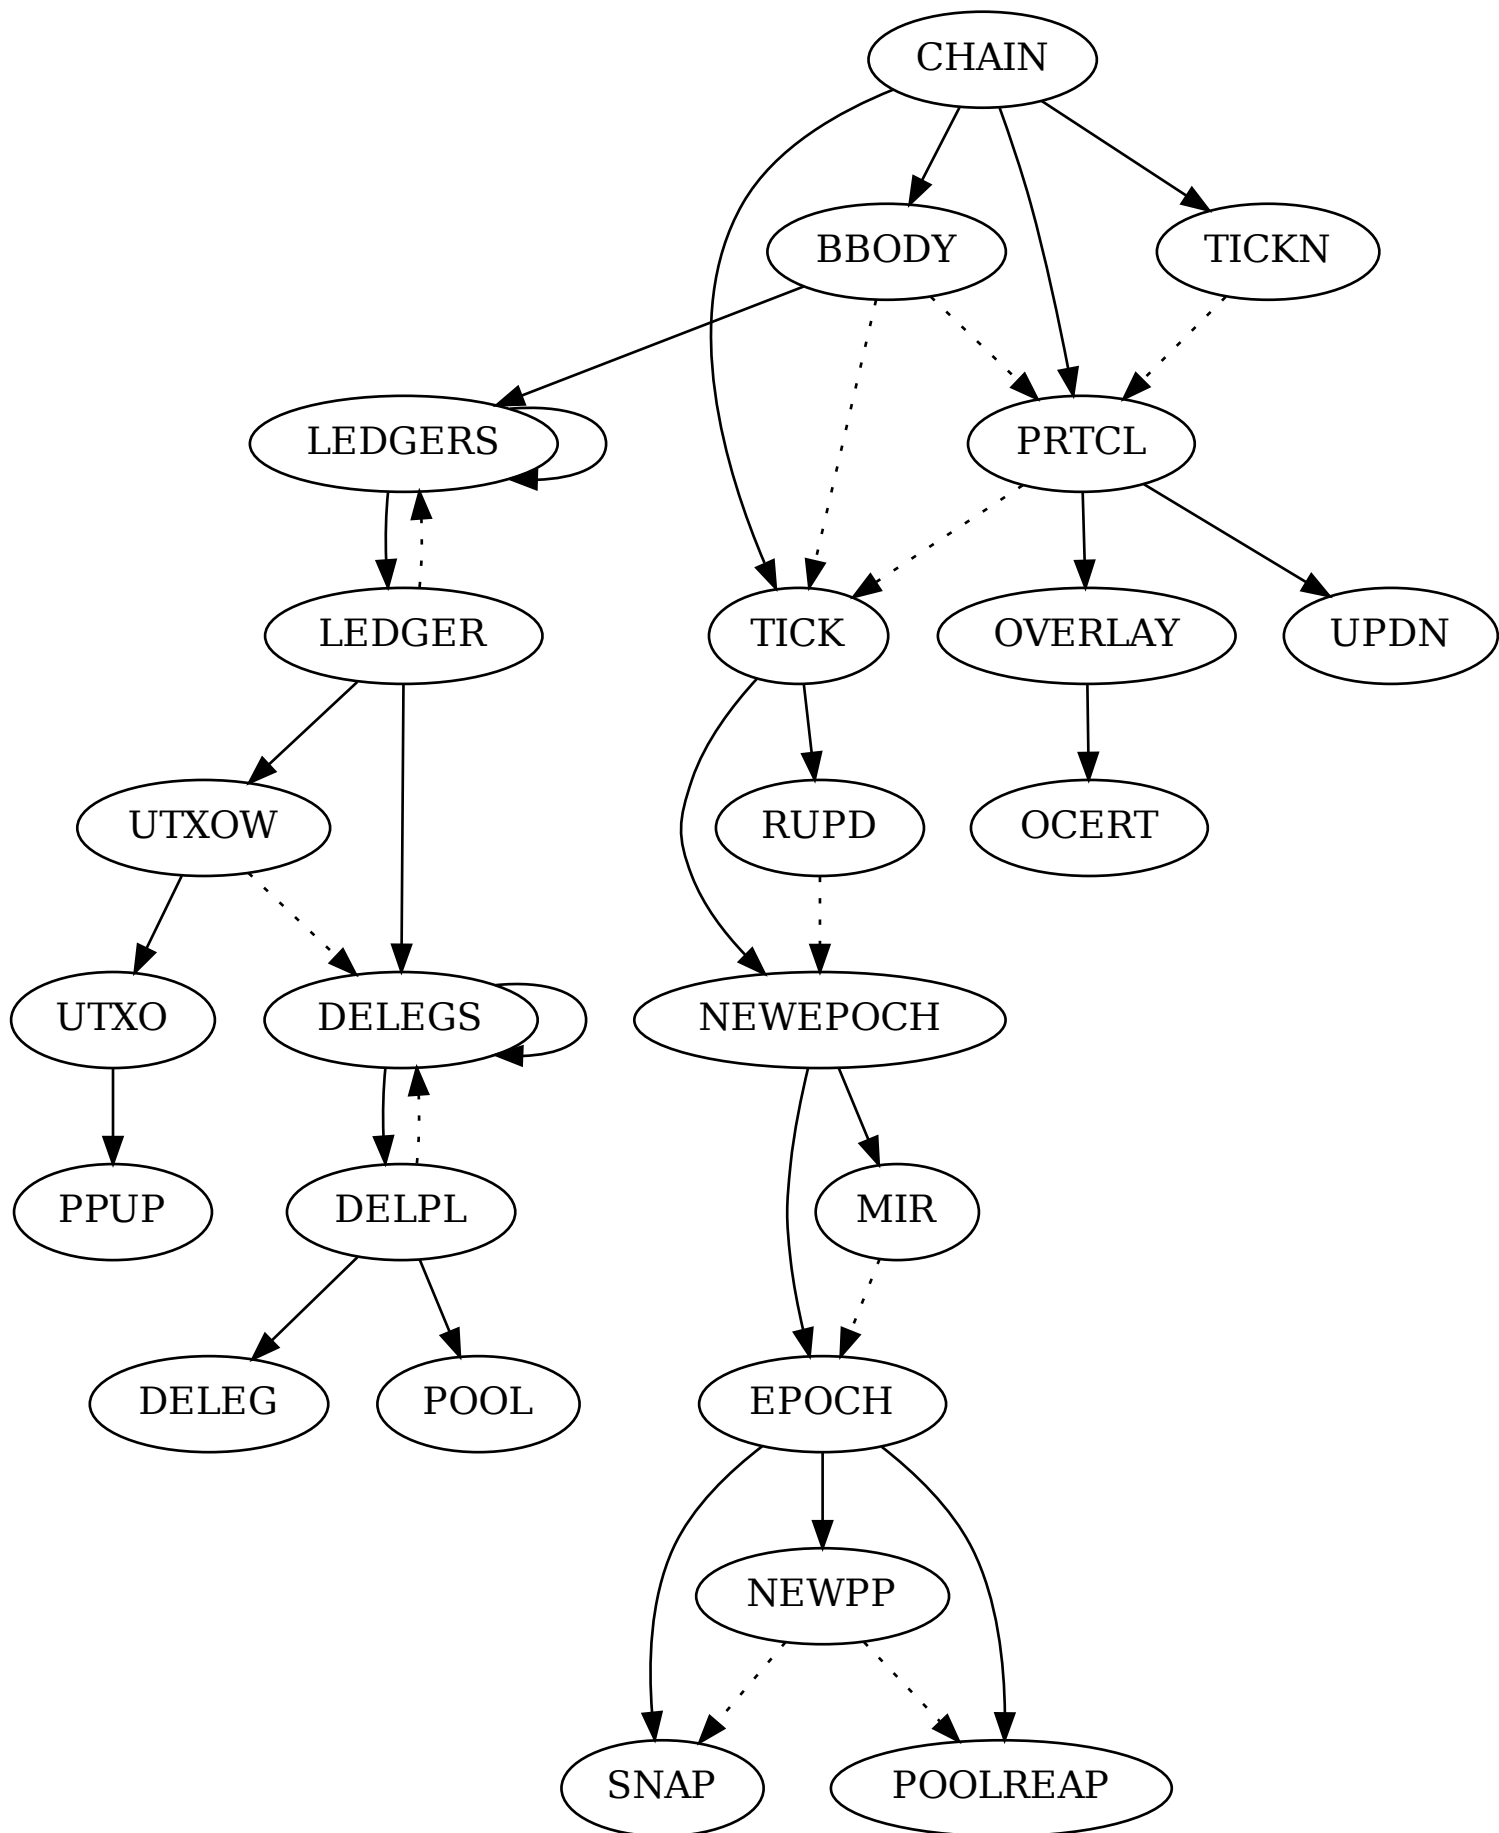 CHAIN
BBODY
TICKN
LEDGERS
PRTCL
LEDGER
TICK
OVERLAY
UPDN
UTXOW
RUPD
OCERT
UTXO
DELEGS
NEWEPOCH
PPUP
DELPL
MIR
DELEG
POOL
EPOCH
NEWPP
SNAP
POOLREAP